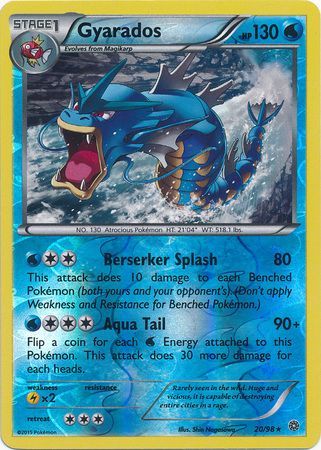 STAGE1
Gyarados
HP130
Evolves from Magikarp
NO. 130 Atrocious Pokémon HT: 21'04" WT: 518.1 lbs.
Berserker Splash 80
This attack does 10 damage to each Benched
Pokémon (both yours and your opponent's). (Don't apply
Weakness and Resistance for Benched Pokémon.)
Aqua Tail 90+
Flip a coin for each Energy attached to this
Pokémon. This attack does 30 more damage for
each heads.
weakness
resistance
×2
retreat
Rarely seen in the wild. Huge and
vicious, it is capable of destroying
entire cities in a rage.
Illus. Shin Nagasawa
20/98 ★
©2015 Pokémon